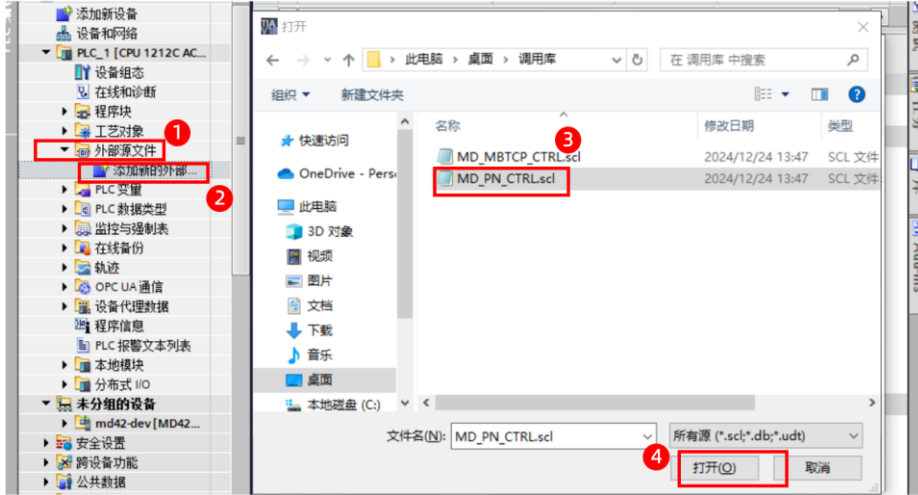 添加新设备
设备和网络
PLC_1 [CPU 1212C AC...
设备组态
在线和诊断
程序块
工艺对象
1
外部源文件
添加新的外部...
2
PLC 变量
PLC 数据类型
监控与强制表
在线备份
轨迹
OPC UA 通信
设备代理数据
程序信息
PLC 报警文本列表
本地模块
分布式 I/O
未分组的设备
md42-dev [MD42...
安全设置
跨设备功能
公共数据
打开
此电脑 › 桌面 › 调用库
在 调用库 中搜索
组织
新建文件夹
快速访问
OneDrive - Pers
此电脑
3D 对象
视频
图片
文档
下载
音乐
桌面
本地磁盘 (C:)
名称
修改日期
类型
3
MD_MBTCP_CTRL.scl
2024/12/24 13:47
SCL 文件
MD_PN_CTRL.scl
2024/12/24 13:47
SCL 文件
文件名(N):
MD_PN_CTRL.scl
所有源 (*.scl;*.db;*.udt)
4
打开(O)
取消